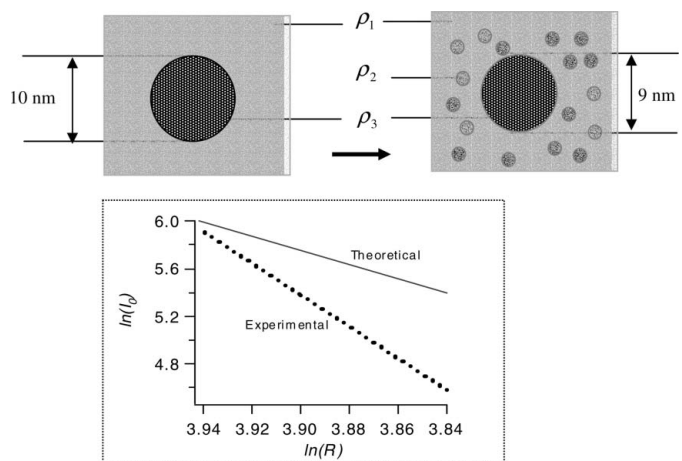 ρ₁
10 nm
ρ₂
9 nm
ρ₃
6.0
Theoretical
5.6
ln(I₀)
5.2
Experimental
4.8
3.94 3.92 3.90 3.88 3.86 3.84
ln(R)